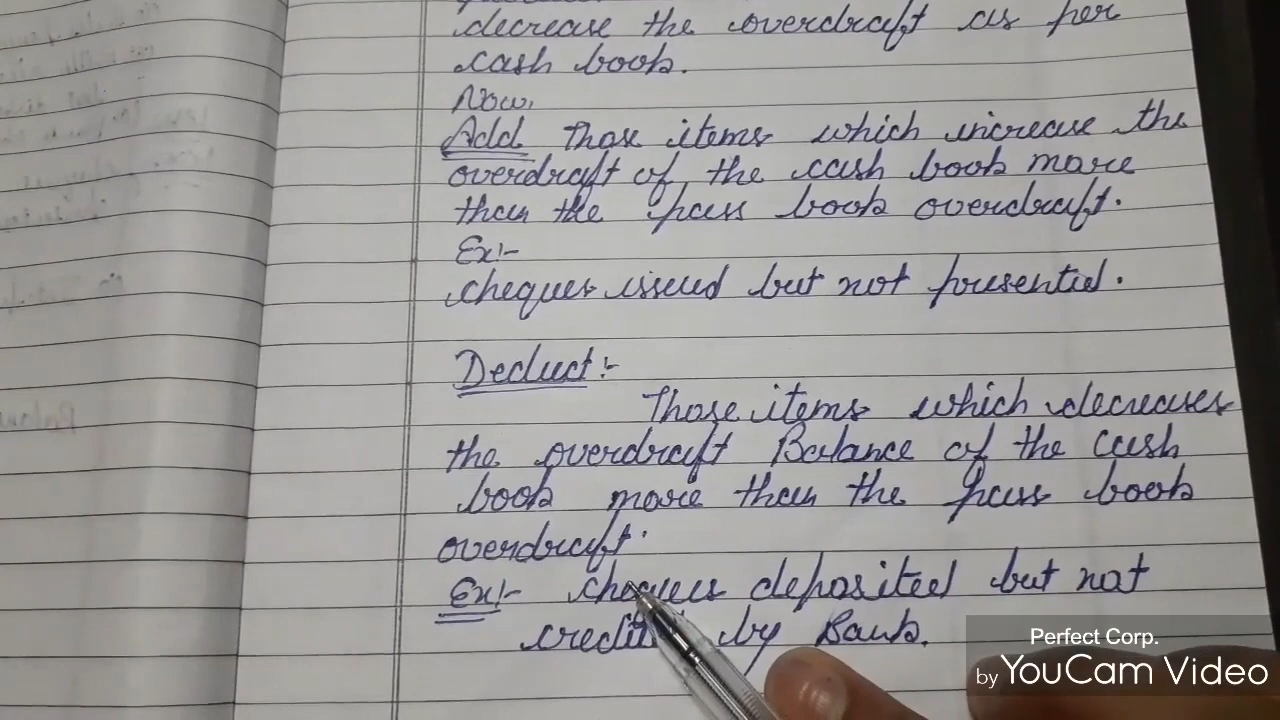 decrease the overdraft as per
cash book.
Now,
Add those items which increase the
overdraft of the cash book more
than the pass book overdraft.
Ex:-
cheques issued but not presented.
Deduct:-
Those items which decreases
the overdraft Balance of the cash
book more than the pass book
overdraft.
Ex:- cheques deposited but not
credited by Bank.
Perfect Corp.
by YouCam Video